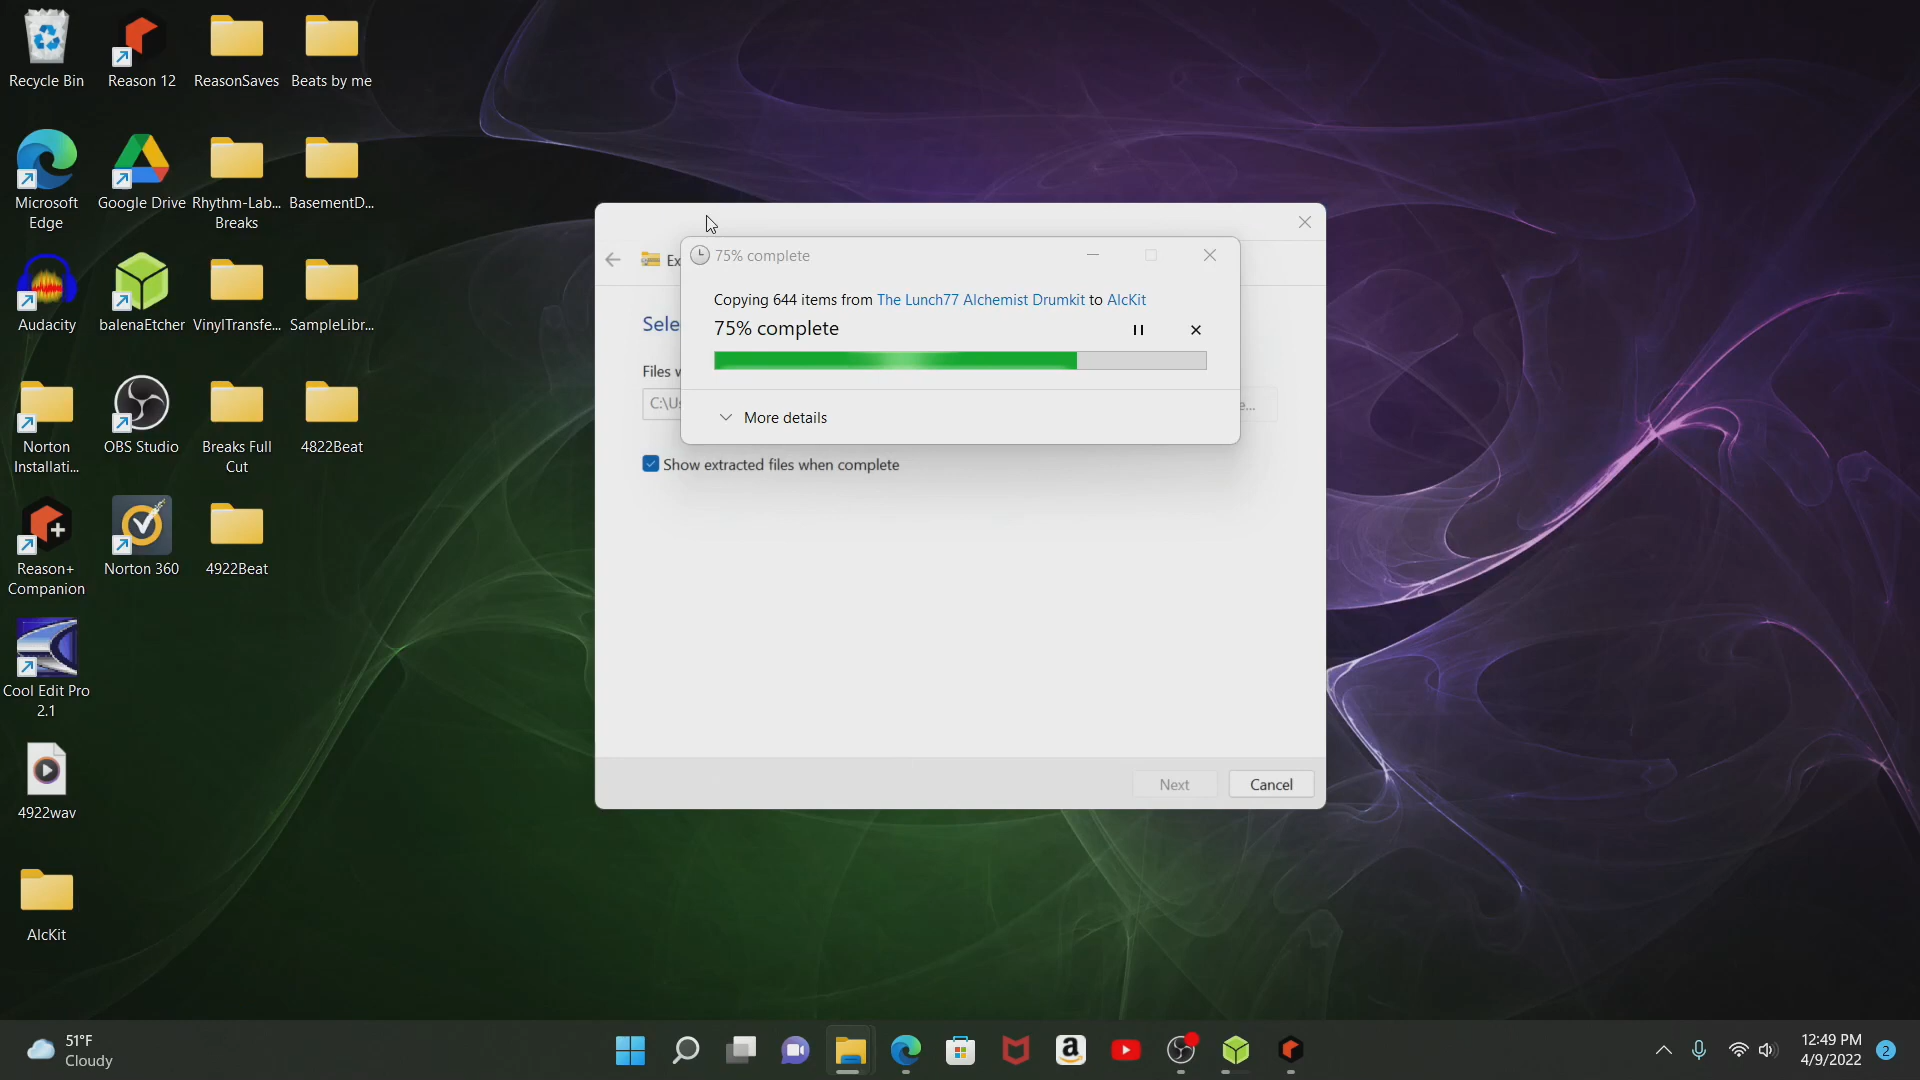 Recycle Bin
Reason 12
ReasonSaves
Beats by me
Microsoft
Edge
Google Drive
Rhythm-Lab...
Breaks
BasementD...
Audacity
balenaEtcher
VinylTransfe...
SampleLibr...
Norton
Installati...
OBS Studio
Breaks Full
Cut
4822Beat
Reason+
Companion
Norton 360
4922Beat
Cool Edit Pro
2.1
4922wav
AlcKit
Ex
75% complete
Copying 644 items from The Lunch77 Alchemist Drumkit to AlcKit
75% complete
More details
Sele
Files w
C:\Us
e...
Show extracted files when complete
Next
Cancel
51°F
Cloudy
12:49 PM
4/9/2022
2